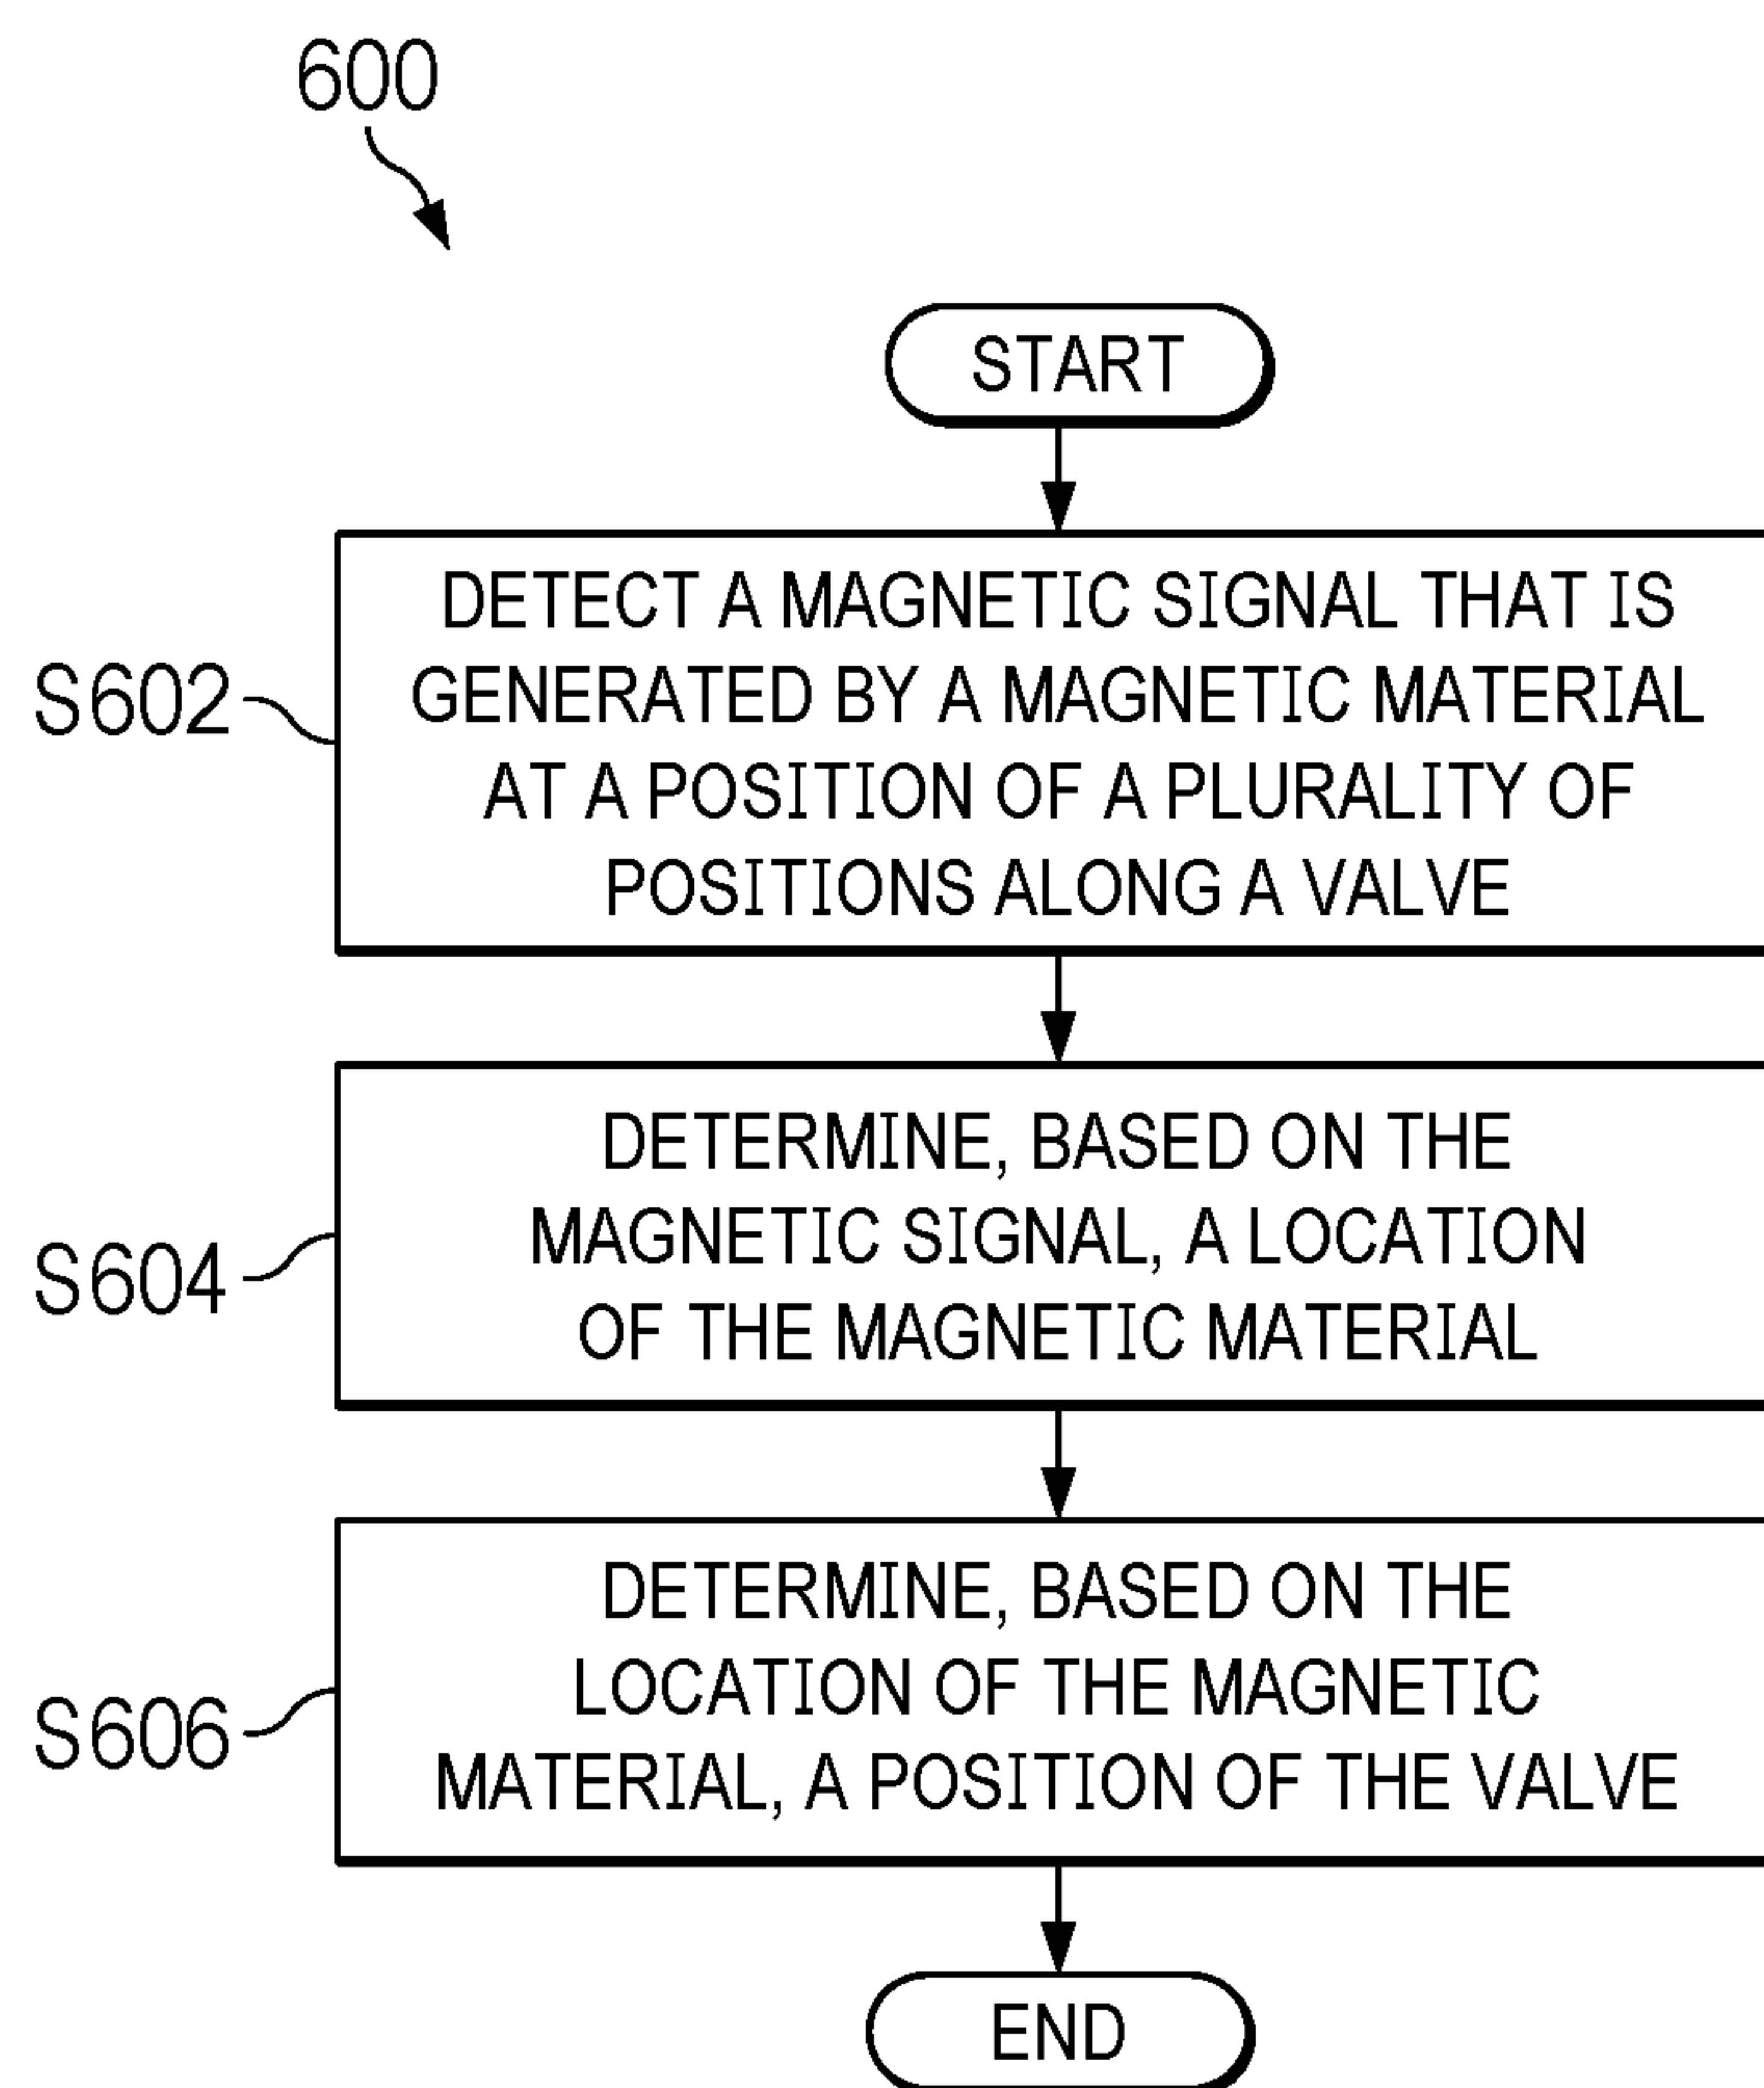 600
START
DETECT A MAGNETIC SIGNAL THAT IS
GENERATED BY A MAGNETIC MATERIAL
AT A POSITION OF A PLURALITY OF
POSITIONS ALONG A VALVE
S602
DETERMINE, BASED ON THE
MAGNETIC SIGNAL, A LOCATION
OF THE MAGNETIC MATERIAL
S604
DETERMINE, BASED ON THE
LOCATION OF THE MAGNETIC
MATERIAL, A POSITION OF THE VALVE
S606
END